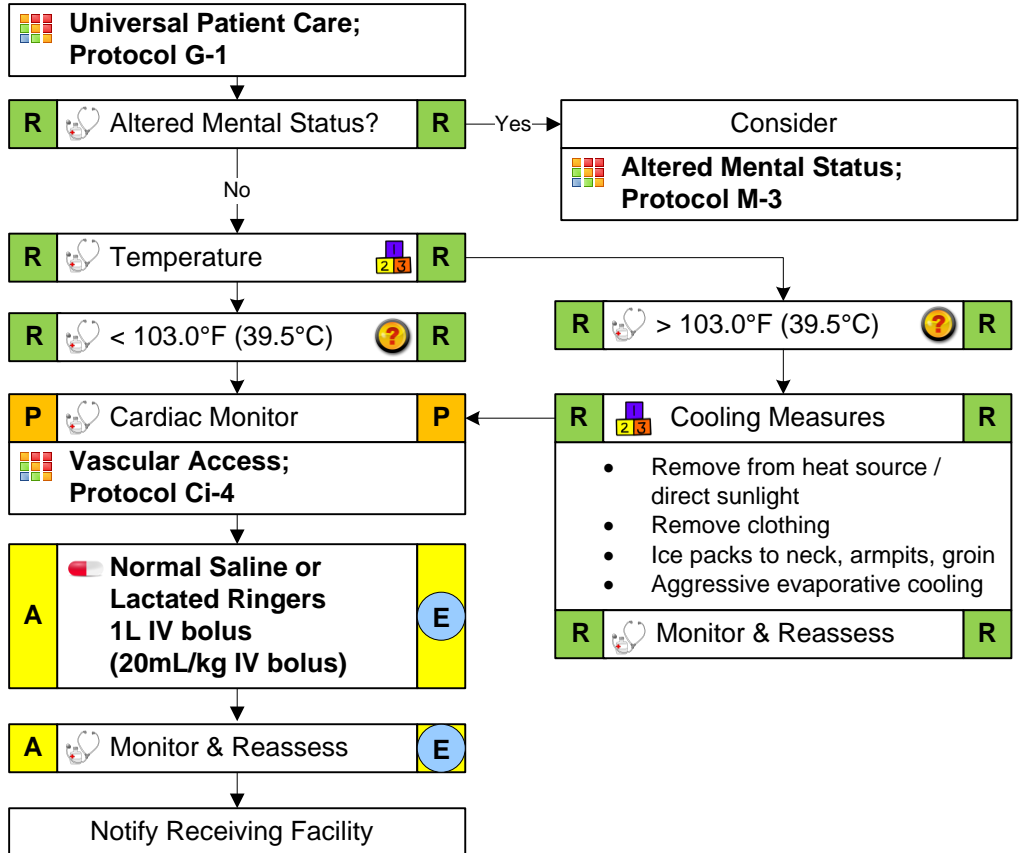 Universal Patient Care;
Protocol G-1
R Altered Mental Status? R
Yes
Consider
Altered Mental Status;
Protocol M-3
No
R Temperature 1 2 3 R
R < 103.0°F (39.5°C) ? R
R > 103.0°F (39.5°C) ? R
P Cardiac Monitor P
Vascular Access;
Protocol Ci-4
R 1 2 3 Cooling Measures R
• Remove from heat source /
direct sunlight
• Remove clothing
• Ice packs to neck, armpits, groin
• Aggressive evaporative cooling
R Monitor & Reassess R
A
Normal Saline or
Lactated Ringers
1L IV bolus
(20mL/kg IV bolus)
E
A Monitor & Reassess E
Notify Receiving Facility